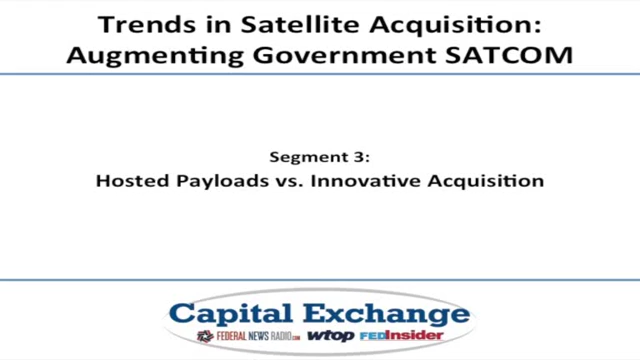 Trends in Satellite Acquisition:
Augmenting Government SATCOM
Segment 3:
Hosted Payloads vs. Innovative Acquisition
Capital Exchange
FEDERAL NEWS RADIO.COM wtop FEDInsider